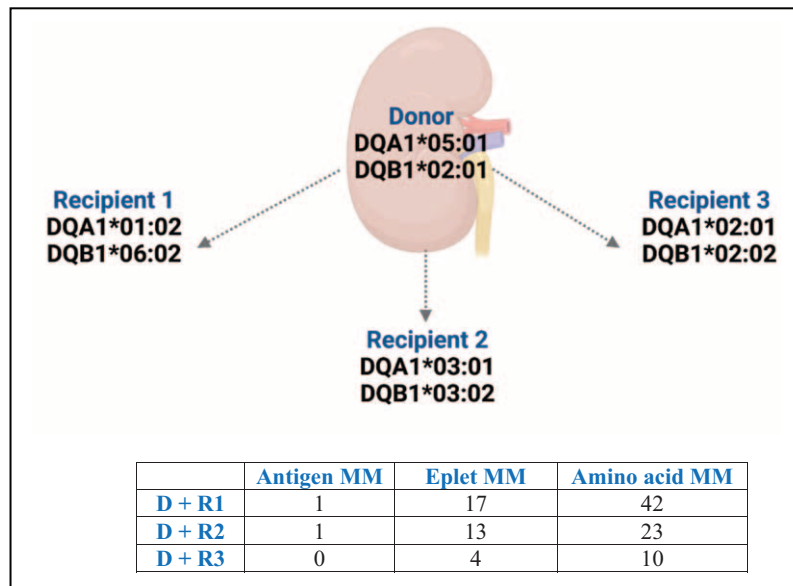 Donor
DQA1*05:01
DQB1*02:01
Recipient 1
DQA1*01:02
DQB1*06:02
Recipient 3
DQA1*02:01
DQB1*02:02
Recipient 2
DQA1*03:01
DQB1*03:02
Antigen MM Eplet MM Amino acid MM
D + R1 1 17 42
D + R2 1 13 23
D + R3 0 4 10